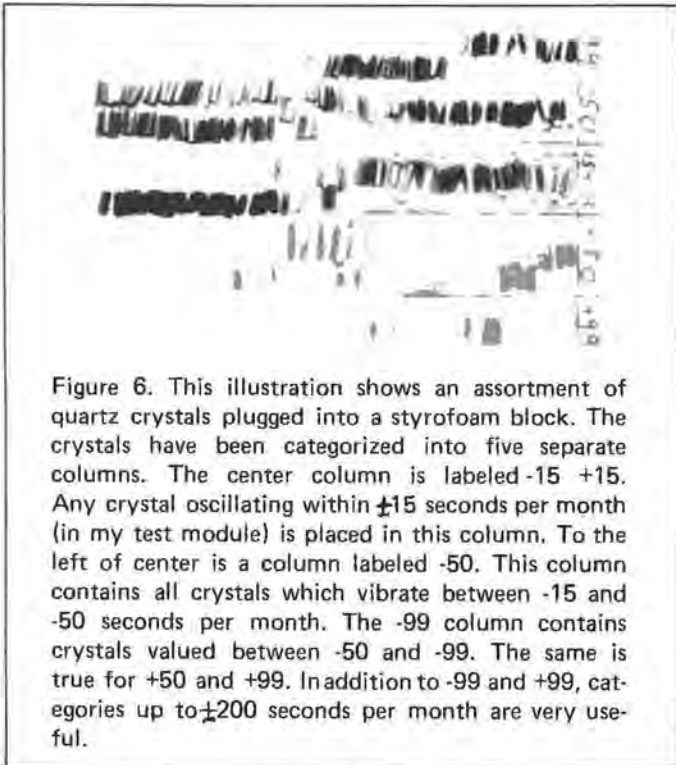 Figure 6. This illustration shows an assortment of
quartz crystals plugged into a styrofoam block. The
crystals have been categorized into five separate
columns. The center column is labeled -15 +15.
Any crystal oscillating within ±15 seconds per month
(in my test module) is placed in this column. To the
left of center is a column labeled -50. This column
contains all crystals which vibrate between -15 and
-50 seconds per month. The -99 column contains
crystals valued between -50 and -99. The same is
true for +50 and +99. In addition to -99 and +99, cat-
egories up to ±200 seconds per month are very use-
ful.